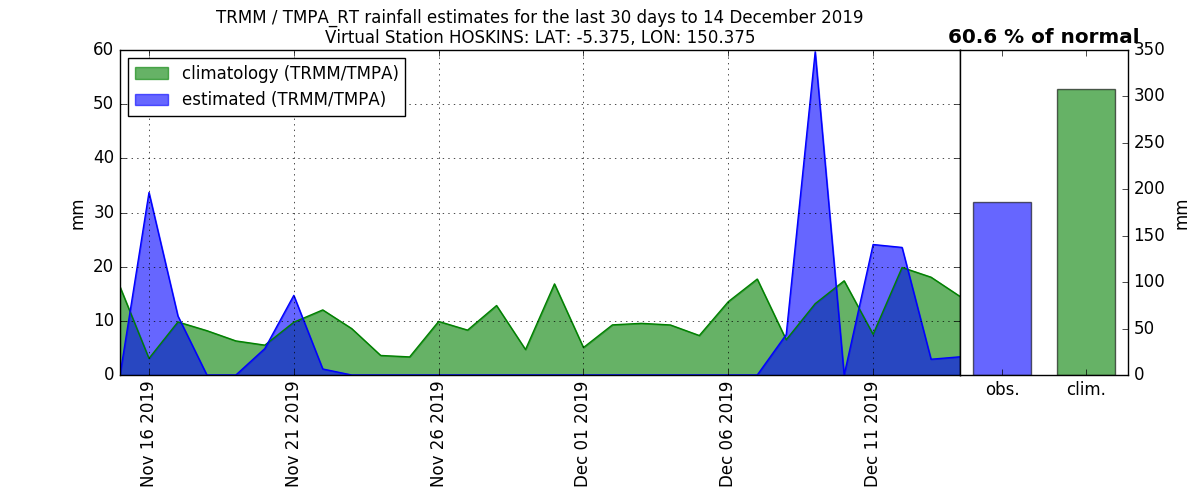 TRMM / TMPA_RT rainfall estimates for the last 30 days to 14 December 2019
Virtual Station HOSKINS: LAT: -5.375, LON: 150.375
60.6 % of normal
climatology (TRMM/TMPA)
estimated (TRMM/TMPA)
mm
60
50
40
30
20
10
0
Nov 16 2019
Nov 21 2019
Nov 26 2019
Dec 01 2019
Dec 06 2019
Dec 11 2019
obs.
clim.
350
300
250
200
150
100
50
0
mm